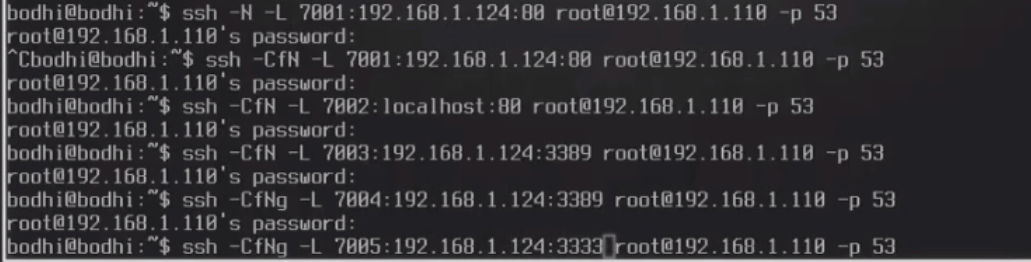 bodhi@bodhi:~$ ssh -N -L 7001:192.168.1.124:80 root@192.168.1.110 -p 53
root@192.168.1.110's password:
^Cbodhi@bodhi:~$ ssh -CfN -L 7001:192.168.1.124:80 root@192.168.1.110 -p 53
root@192.168.1.110's password:
bodhi@bodhi:~$ ssh -CfN -L 7002:localhost:80 root@192.168.1.110 -p 53
root@192.168.1.110's password:
bodhi@bodhi:~$ ssh -CfN -L 7003:192.168.1.124:3389 root@192.168.1.110 -p 53
root@192.168.1.110's password:
bodhi@bodhi:~$ ssh -CfNg -L 7004:192.168.1.124:3389 root@192.168.1.110 -p 53
root@192.168.1.110's password:
bodhi@bodhi:~$ ssh -CfNg -L 7005:192.168.1.124:3333 root@192.168.1.110 -p 53